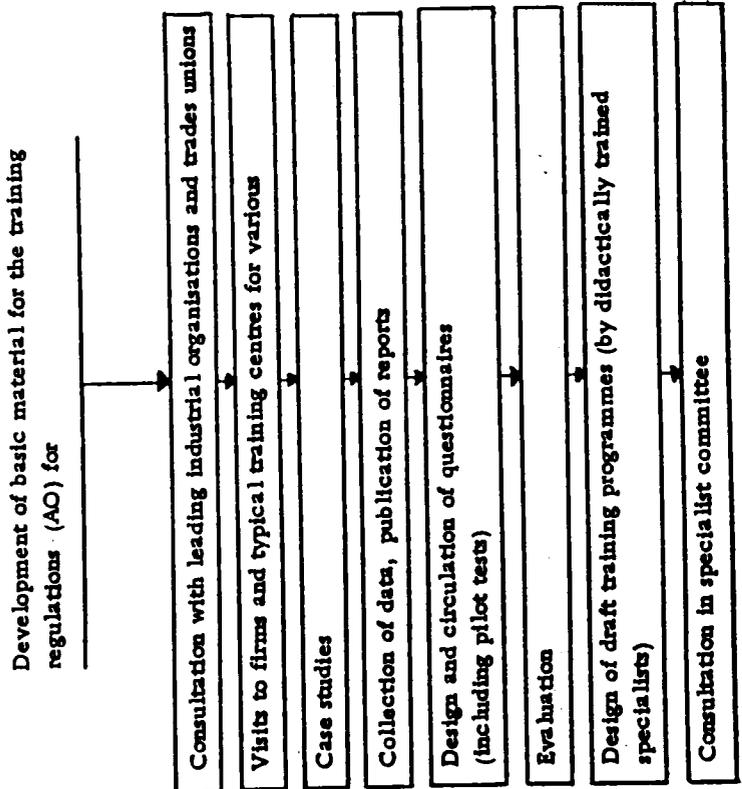 Development of basic material for the training
regulations (AO) for
Consultation with leading industrial organisations and trades unions
Visits to firms and typical training centres for various
Case studies
Collection of data, publication of reports
Design and circulation of questionnaires
(including pilot tests)
Evaluation
Design of draft training programmes (by didactically trained
specialists)
Consultation in specialist committee